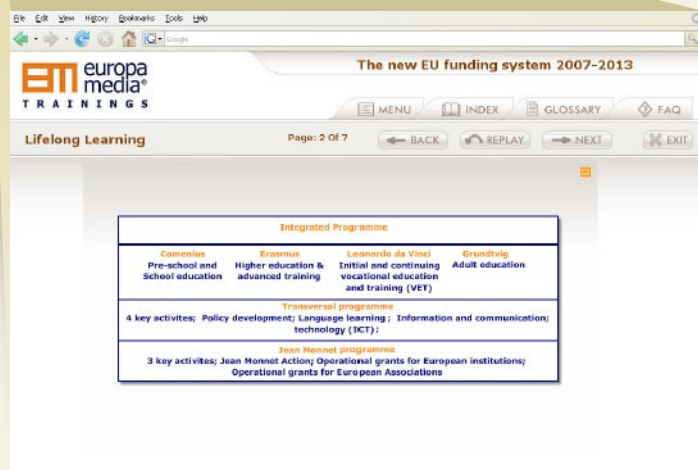 File Edit View History Bookmarks Tools Help
Google
europa
media®
TRAININGS
The new EU funding system 2007-2013
MENU INDEX GLOSSARY FAQ
Lifelong Learning Page: 2 Of 7 BACK REPLAY NEXT EXIT
Integrated Programme
Comenius Erasmus Leonardo da Vinci Grundtvig
Pre-school and Higher education & Initial and continuing Adult education
School education advanced training vocational education
and training (VET)
Transversal programme
4 key activites; Policy development; Language learning ; Information and communication;
technology (ICT) ;
Jean Monnet programme
3 key activites; Jean Monnet Action; Operational grants for European institutions;
Operational grants for European Associations